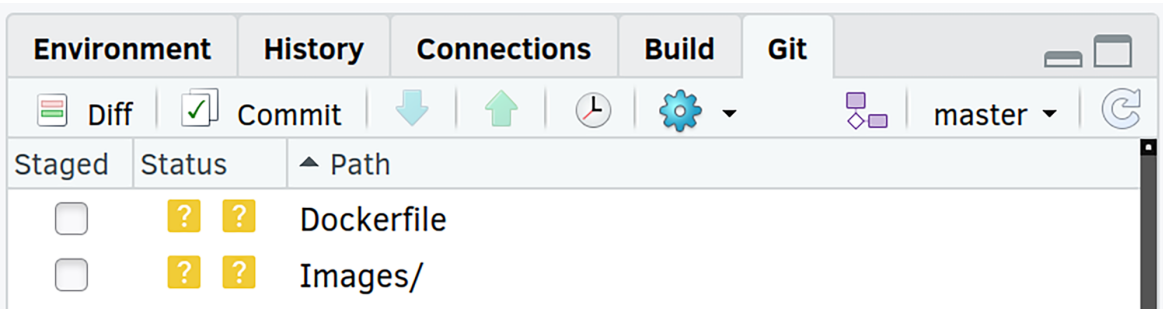 Environment History Connections Build Git
Diff Commit master
Staged Status Path
? ? Dockerfile
? ? Images/